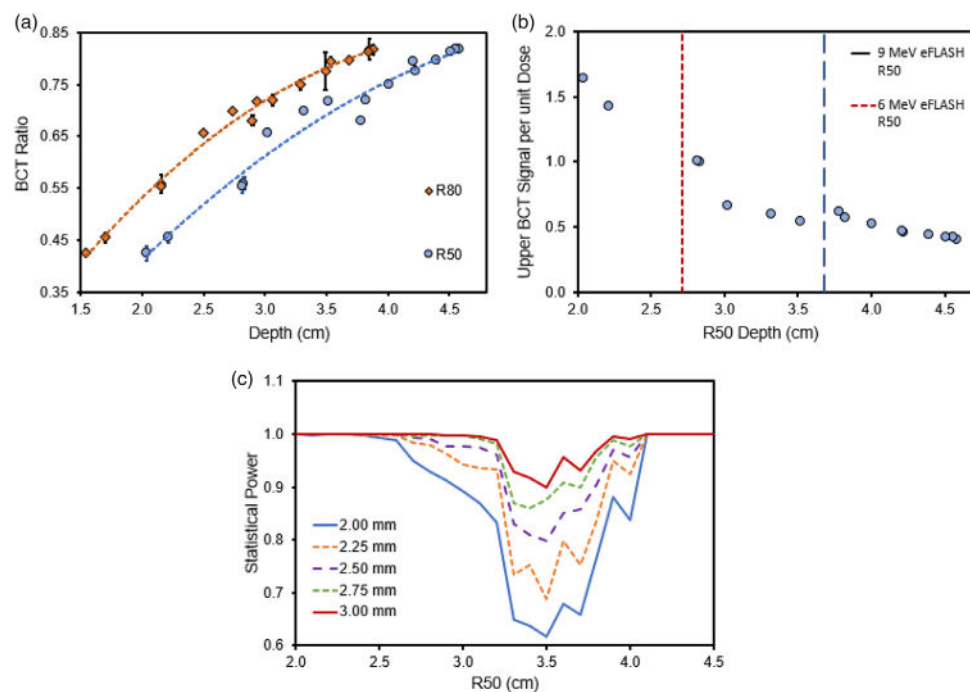 (a)
0.85
0.75
0.65
0.55
0.45
0.35
BCT Ratio
1.5 2.0 2.5 3.0 3.5 4.0 4.5
Depth (cm)
R80
R50
(b)
2.0
1.5
1.0
0.5
0.0
Upper BCT Signal per unit Dose
2.0 2.5 3.0 3.5 4.0 4.5
R50 Depth (cm)
9 MeV eFLASH
R50
6 MeV eFLASH
R50
(c)
1.1
1.0
0.9
0.8
0.7
0.6
Statistical Power
2.0 2.5 3.0 3.5 4.0 4.5
R50 (cm)
2.00 mm
2.25 mm
2.50 mm
2.75 mm
3.00 mm